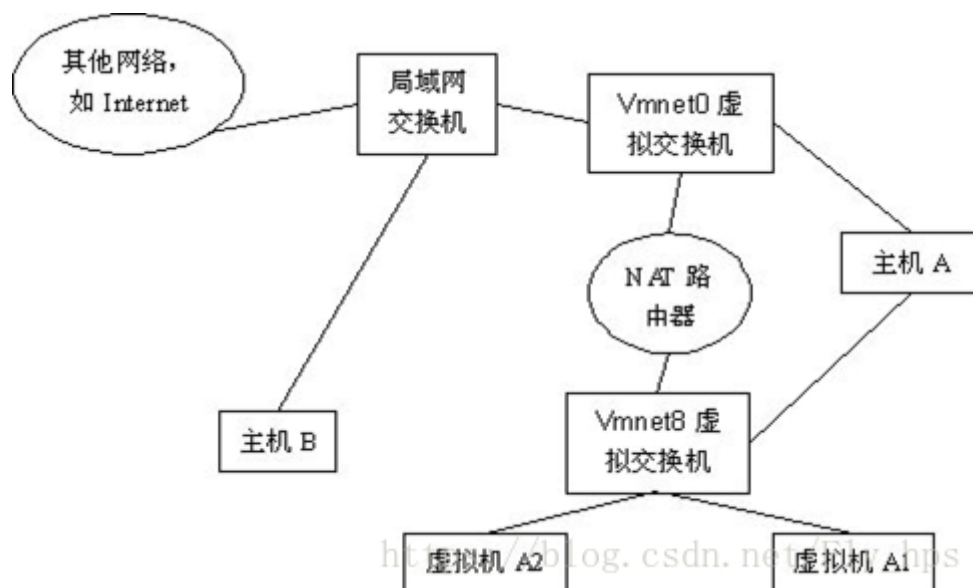 其他网络，
如 Internet
局域网
交换机
Vmnet0 虚
拟交换机
主机 A
NAT 路
由器
主机 B
Vmnet8 虚
拟交换机
虚拟机 A2
虚拟机 A1